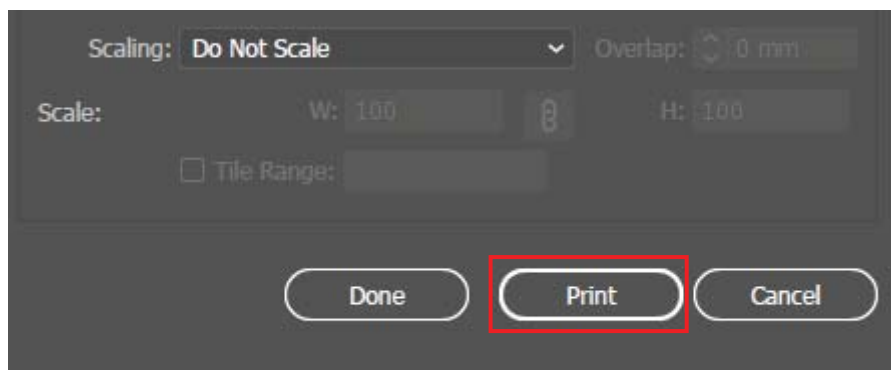 Scaling: Do Not Scale Overlap: 0 mm
Scale: W: 100 H: 100
Tile Range:
Done Print Cancel